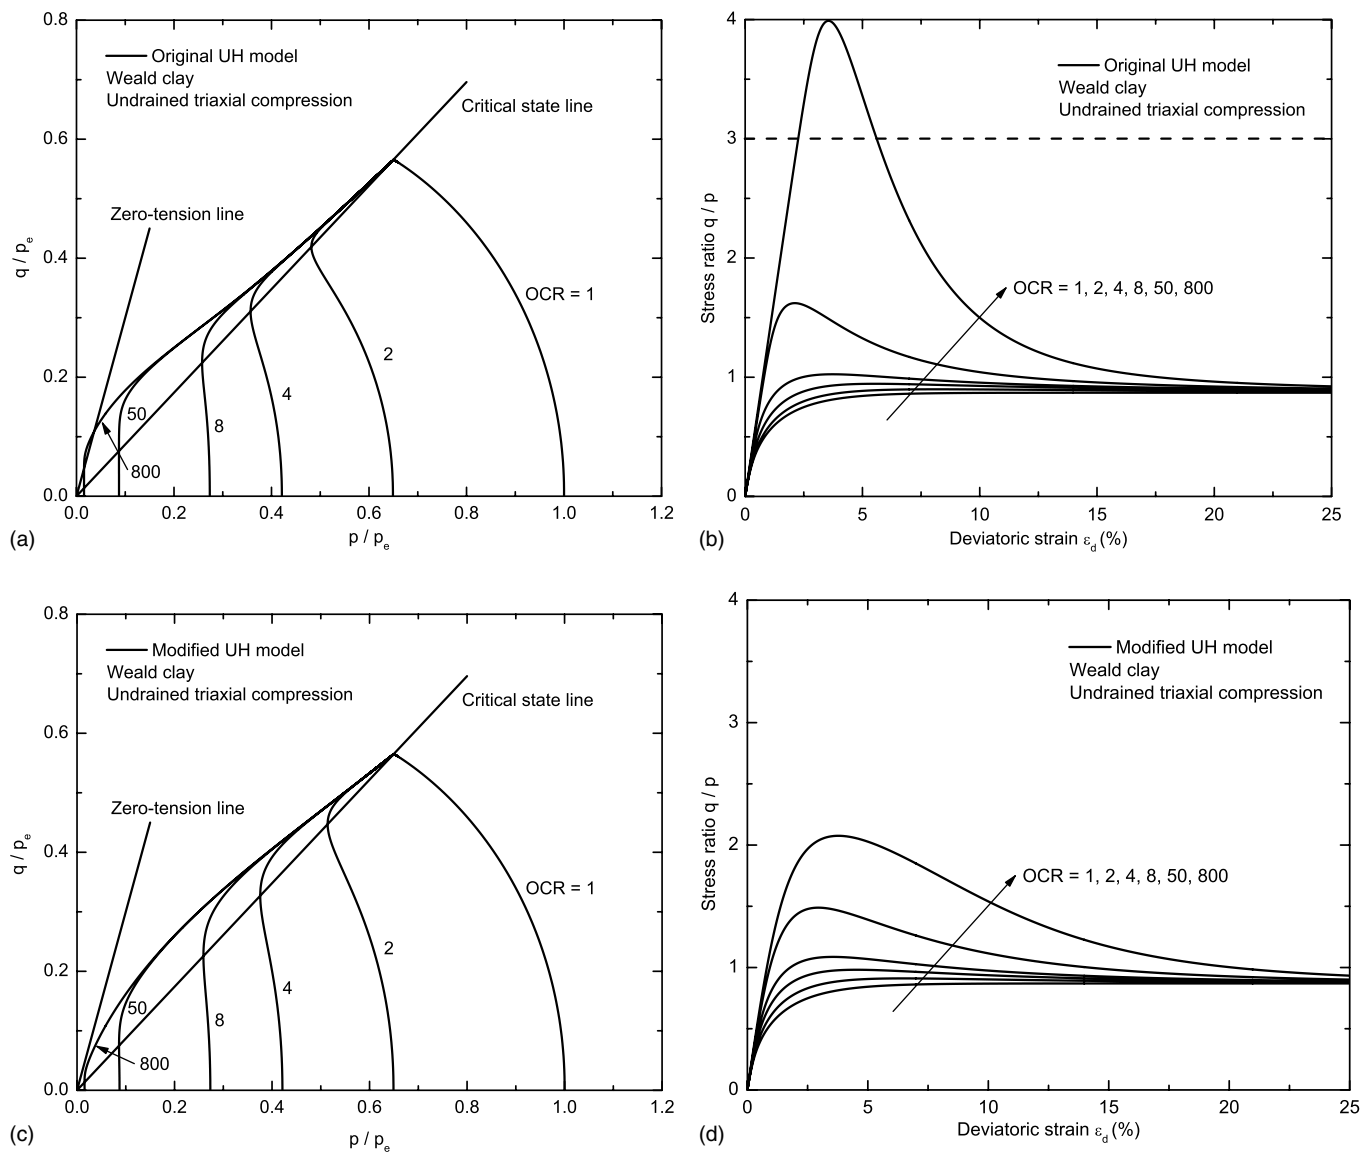 0.8
Original UH model
Weald clay
Undrained triaxial compression
Critical state line
0.6
Zero-tension line
q / pe
0.4
OCR = 1
2
4
8
50
800
0.2
0.0
0.0 0.2 0.4 0.6 0.8 1.0 1.2
(a)
p / pe
4
Original UH model
Weald clay
Undrained triaxial compression
3
Stress ratio q / p
2
OCR = 1, 2, 4, 8, 50, 800
1
0
0 5 10 15 20 25
(b)
Deviatoric strain εd (%)
0.8
Modified UH model
Weald clay
Undrained triaxial compression
Critical state line
0.6
Zero-tension line
q / pe
0.4
OCR = 1
2
4
8
50
800
0.2
0.0
0.0 0.2 0.4 0.6 0.8 1.0 1.2
(c)
p / pe
4
Modified UH model
Weald clay
Undrained triaxial compression
3
Stress ratio q / p
2
OCR = 1, 2, 4, 8, 50, 800
1
0
0 5 10 15 20 25
(d)
Deviatoric strain εd (%)